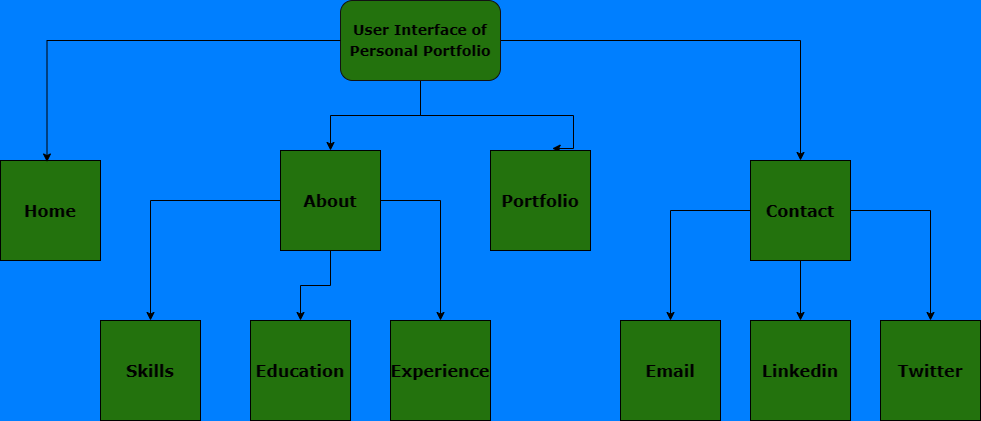 User Interface of
Personal Portfolio
Home
About
Portfolio
Contact
Skills
Education
Experience
Email
Linkedin
Twitter